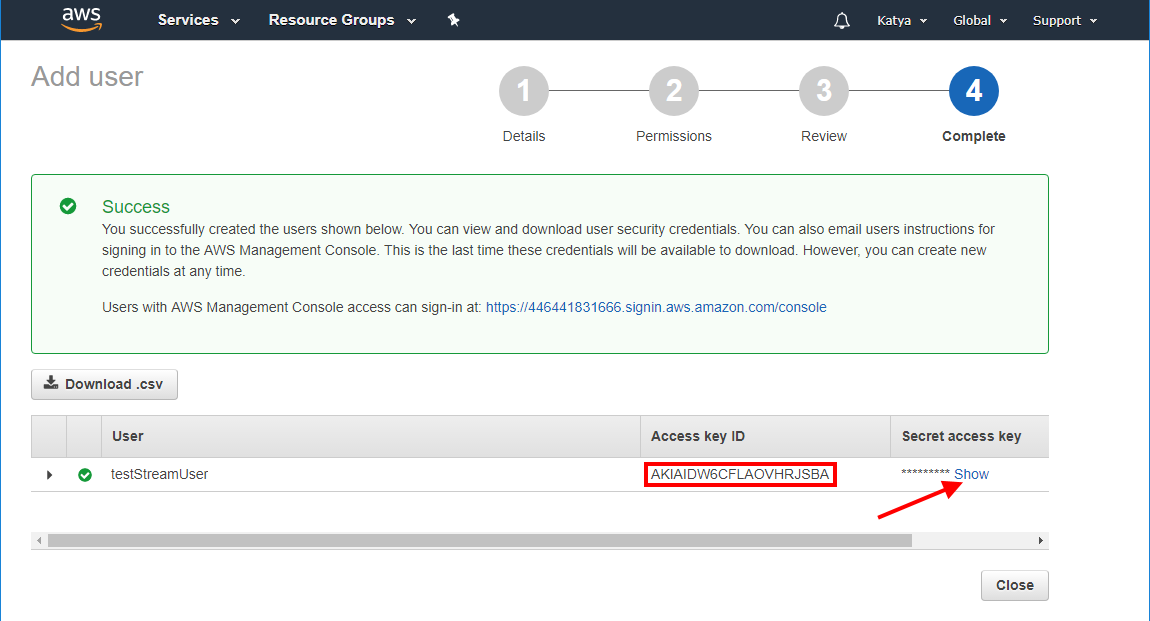 aws Services Resource Groups Katya Global Support
Add user
1 2 3 4
Details Permissions Review Complete
Success
You successfully created the users shown below. You can view and download user security credentials. You can also email users instructions for
signing in to the AWS Management Console. This is the last time these credentials will be available to download. However, you can create new
credentials at any time.
Users with AWS Management Console access can sign-in at: https://446441831666.signin.aws.amazon.com/console
Download .csv
User Access key ID Secret access key
testStreamUser AKIAIDW6CFLAOVHRJSBA ********* Show
Close